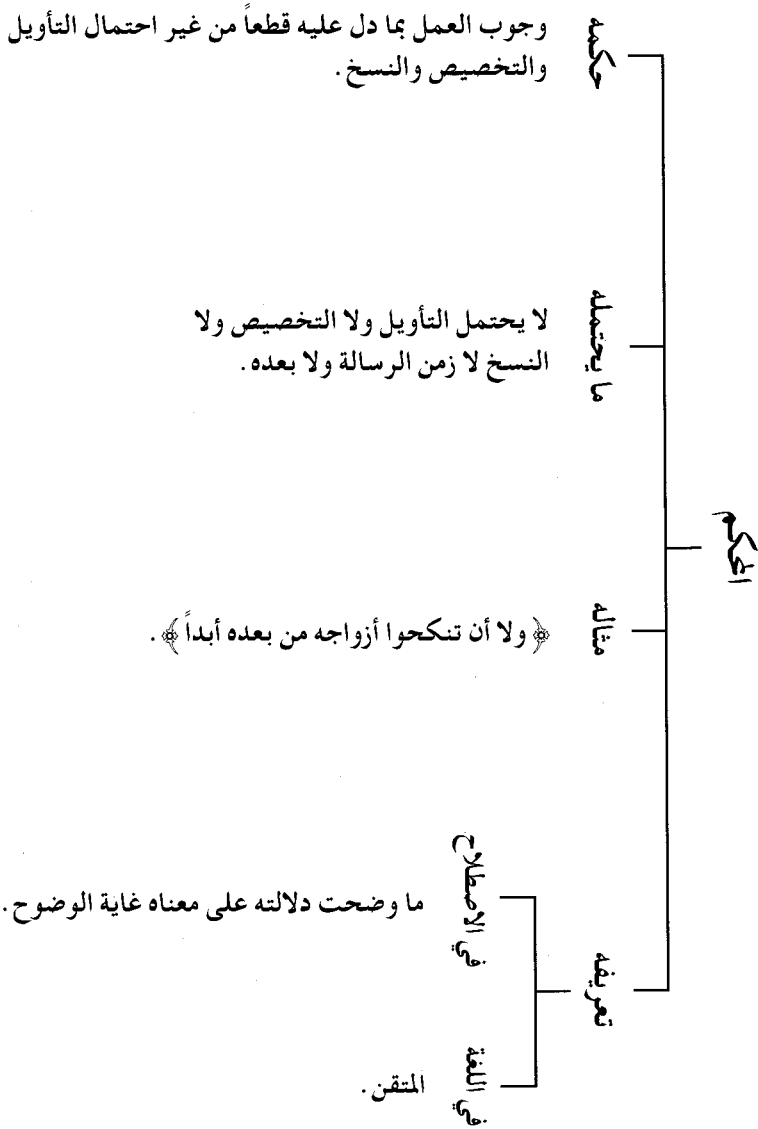 المحكم
حكمه
وجوب العمل بما دل عليه قطعاً من غير احتمال التأويل
والتخصيص والنسخ .
ما يحتمله
لا يحتمل التأويل ولا التخصيص ولا
النسخ لا زمن الرسالة ولا بعده .
مثاله
﴿ ولا أن تنكحوا أزواجه من بعده أبداً ﴾ .
تعريفه
في الاصطلاح
ما وضحت دلالته على معناه غاية الوضوح .
في اللغة
المتقن .